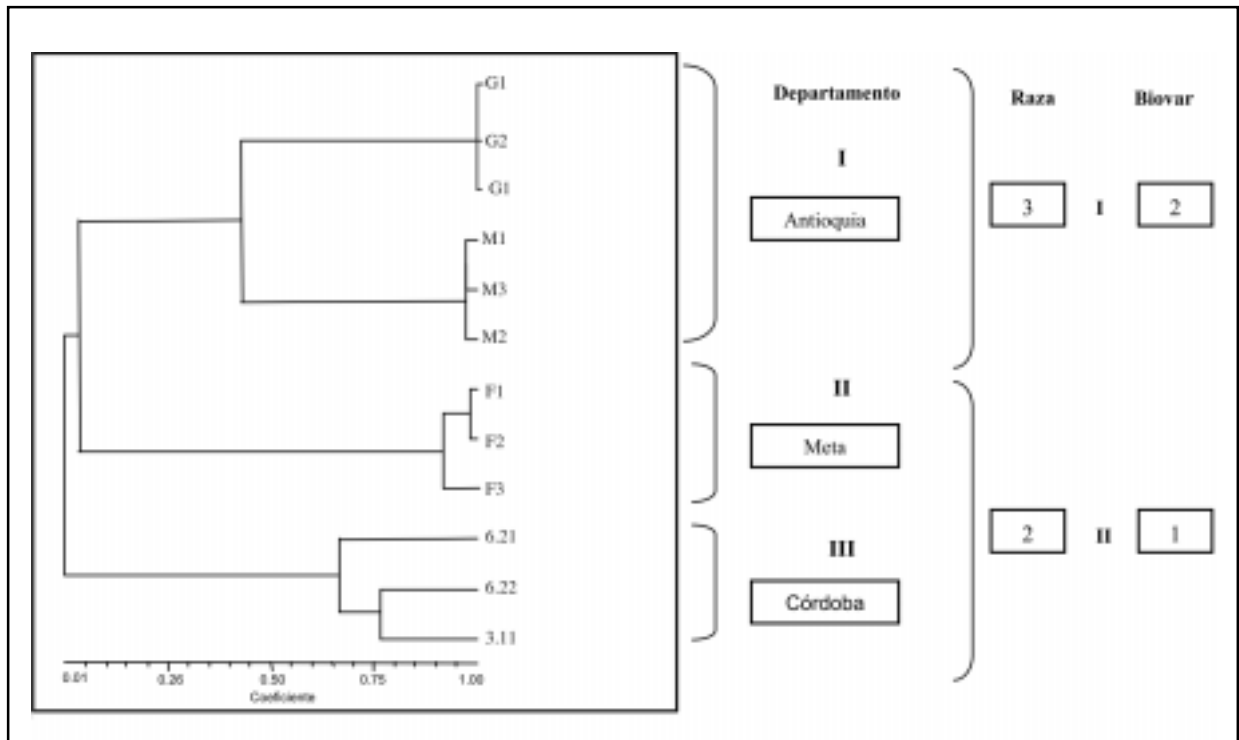 G1
G2
G1
M1
M3
M2
F1
F2
F3
6.21
6.22
3.11
0.01 0.26 0.50 0.75 1.00
Coeficiente
Departamento
I
Antioquia
II
Meta
III
Córdoba
Raza Biovar
3 I 2
2 II 1